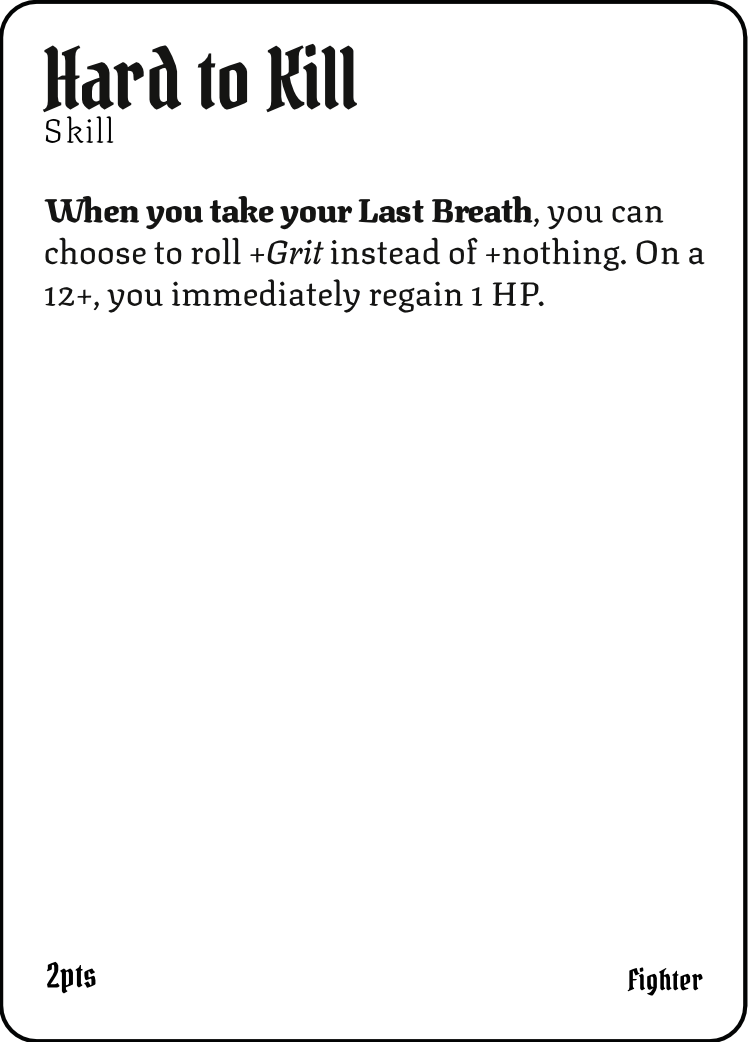 Hard to Kill
Skill
When you take your Last Breath, you can
choose to roll +Grit instead of +nothing. On a
12+, you immediately regain 1 HP.
2pts
Fighter